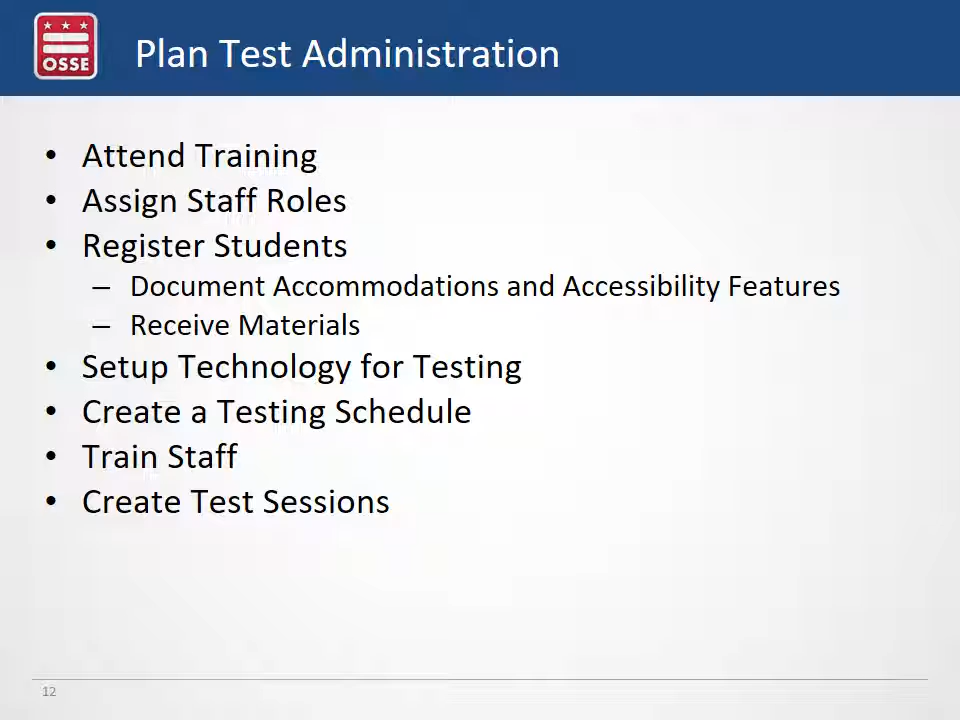 OSSE
Plan Test Administration
• Attend Training
• Assign Staff Roles
• Register Students
– Document Accommodations and Accessibility Features
– Receive Materials
• Setup Technology for Testing
• Create a Testing Schedule
• Train Staff
• Create Test Sessions
12